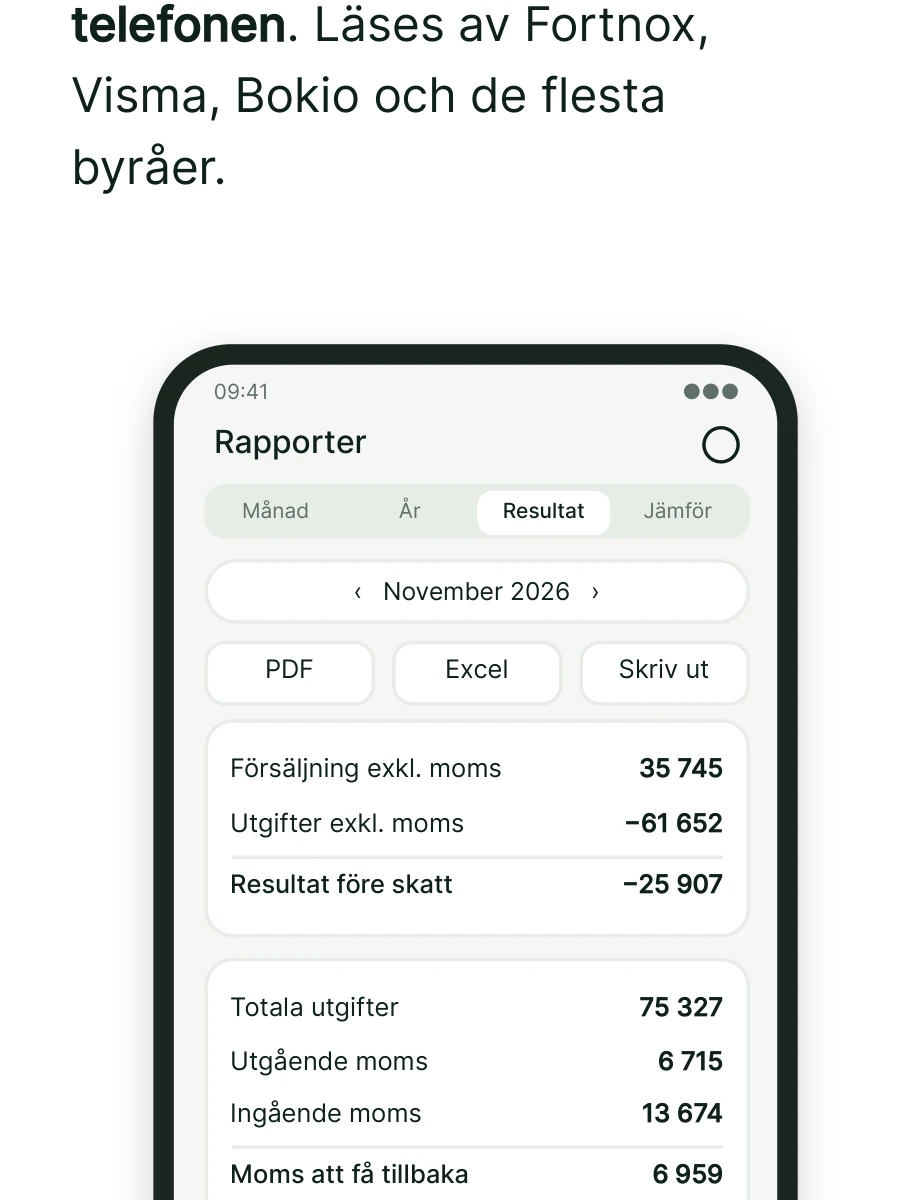 telefonen. Läses av Fortnox,
Visma, Bokio och de flesta
byråer.
09:41
Rapporter
Månad År Resultat Jämför
‹ November 2026 ›
PDF Excel Skriv ut
Försäljning exkl. moms 35 745
Utgifter exkl. moms −61 652
Resultat före skatt −25 907
Totala utgifter 75 327
Utgående moms 6 715
Ingående moms 13 674
Moms att få tillbaka 6 959